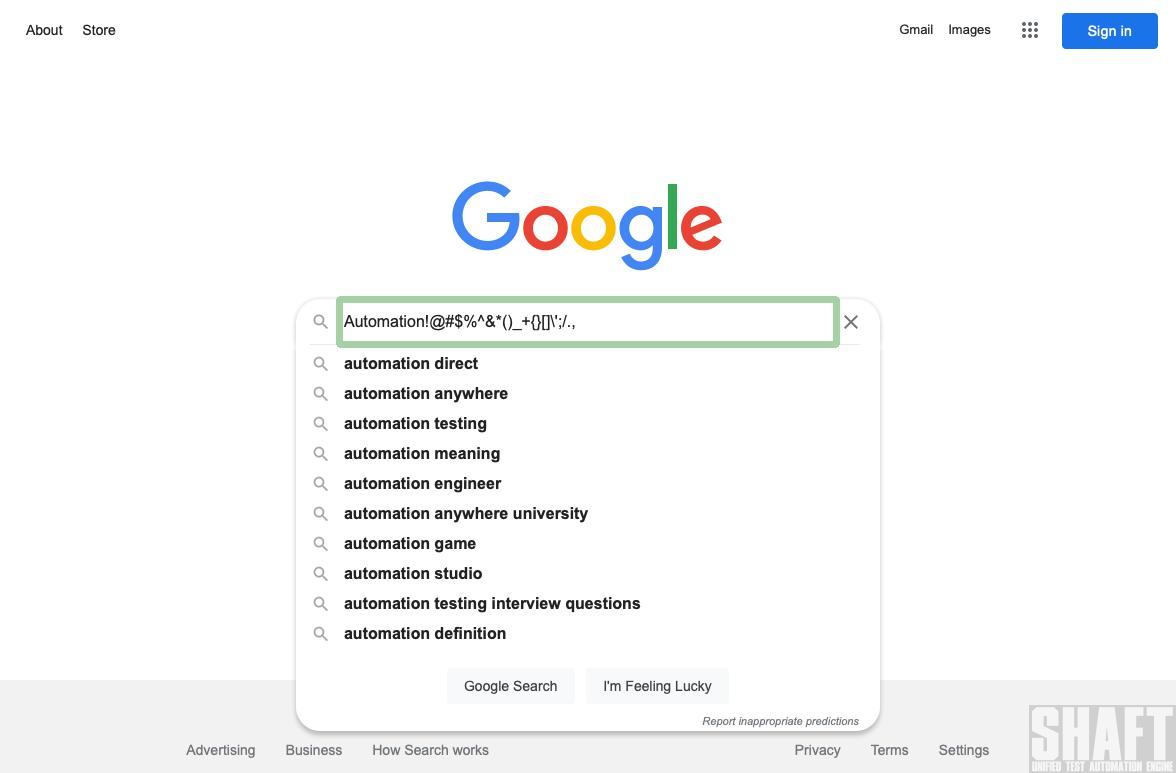 About Store Gmail Images Sign in
Google
Automation!@#$%^&*()_+{}[]\';/.,
automation direct
automation anywhere
automation testing
automation meaning
automation engineer
automation anywhere university
automation game
automation studio
automation testing interview questions
automation definition
Google Search I'm Feeling Lucky
Report inappropriate predictions
Advertising Business How Search works Privacy Terms Settings
SHAFT
UNIFIED TEST AUTOMATION ENGINE